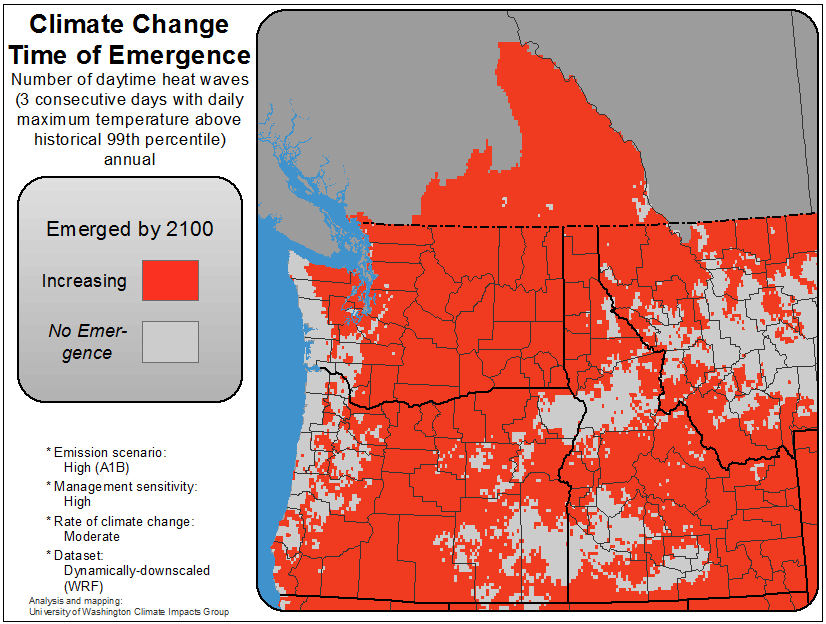 Climate Change
Time of Emergence
Number of daytime heat waves
(3 consecutive days with daily
maximum temperature above
historical 99th percentile)
annual
Emerged by 2100
Increasing
No Emer-
gence
* Emission scenario:
High (A1B)
* Management sensitivity:
High
* Rate of climate change:
Moderate
* Dataset:
Dynamically-downscaled
(WRF)
Analysis and mapping:
University of Washington Climate Impacts Group